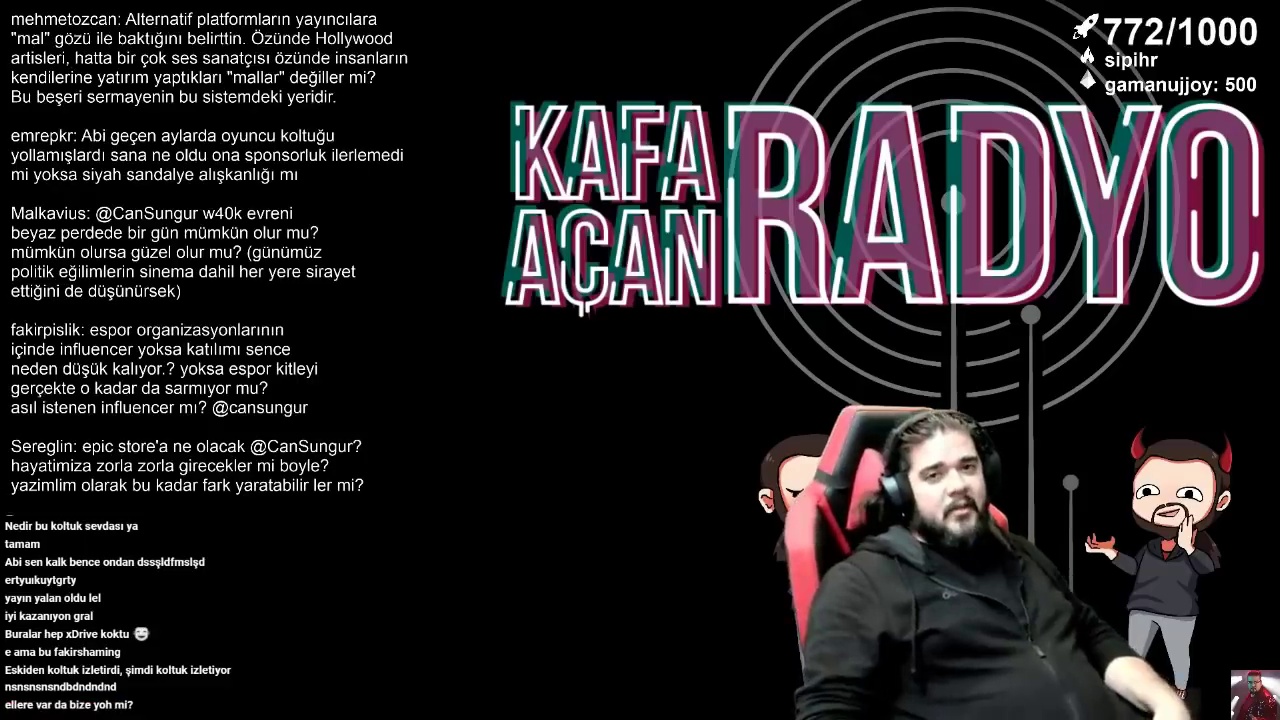 mehmetozcan: Alternatif platformların yayıncılara
"mal" gözü ile baktığını belirttin. Özünde Hollywood
artisleri, hatta bir çok ses sanatçısı özünde insanların
kendilerine yatırım yaptıkları "mallar" değiller mi?
Bu beşeri sermayenin bu sistemdeki yeridir.
emrepkr: Abi geçen aylarda oyuncu koltuğu
yollamışlardı sana ne oldu ona sponsorluk ilerlemedi
mi yoksa siyah sandalye alışkanlığı mı
Malkavius: @CanSungur w40k evreni
beyaz perdede bir gün mümkün olur mu?
mümkün olursa güzel olur mu? (günümüz
politik eğilimlerin sinema dahil her yere sirayet
ettiğini de düşünürsek)
fakirpislik: espor organizasyonlarının
içinde influencer yoksa katılımı sence
neden düşük kalıyor.? yoksa espor kitleyi
gerçekte o kadar da sarmıyor mu?
asıl istenen influencer mı? @cansungur
Sereglin: epic store'a ne olacak @CanSungur?
hayatimiza zorla zorla girecekler mi boyle?
yazimlim olarak bu kadar fark yaratabilir ler mi?
Nedir bu koltuk sevdası ya
tamam
Abi sen kalk bence ondan dssşldfmslşd
ertyuıkuytgrty
yayın yalan oldu lel
iyi kazanıyon gral
Buralar hep xDrive koktu
e ama bu fakirshaming
Eskiden koltuk izletirdi, şimdi koltuk izletiyor
nsnsnsnsndbdndndnd
ellere var da bize yoh mi?
772/1000
sipihr
gamanujjoy: 500
KAFA
AÇAN
RADYO